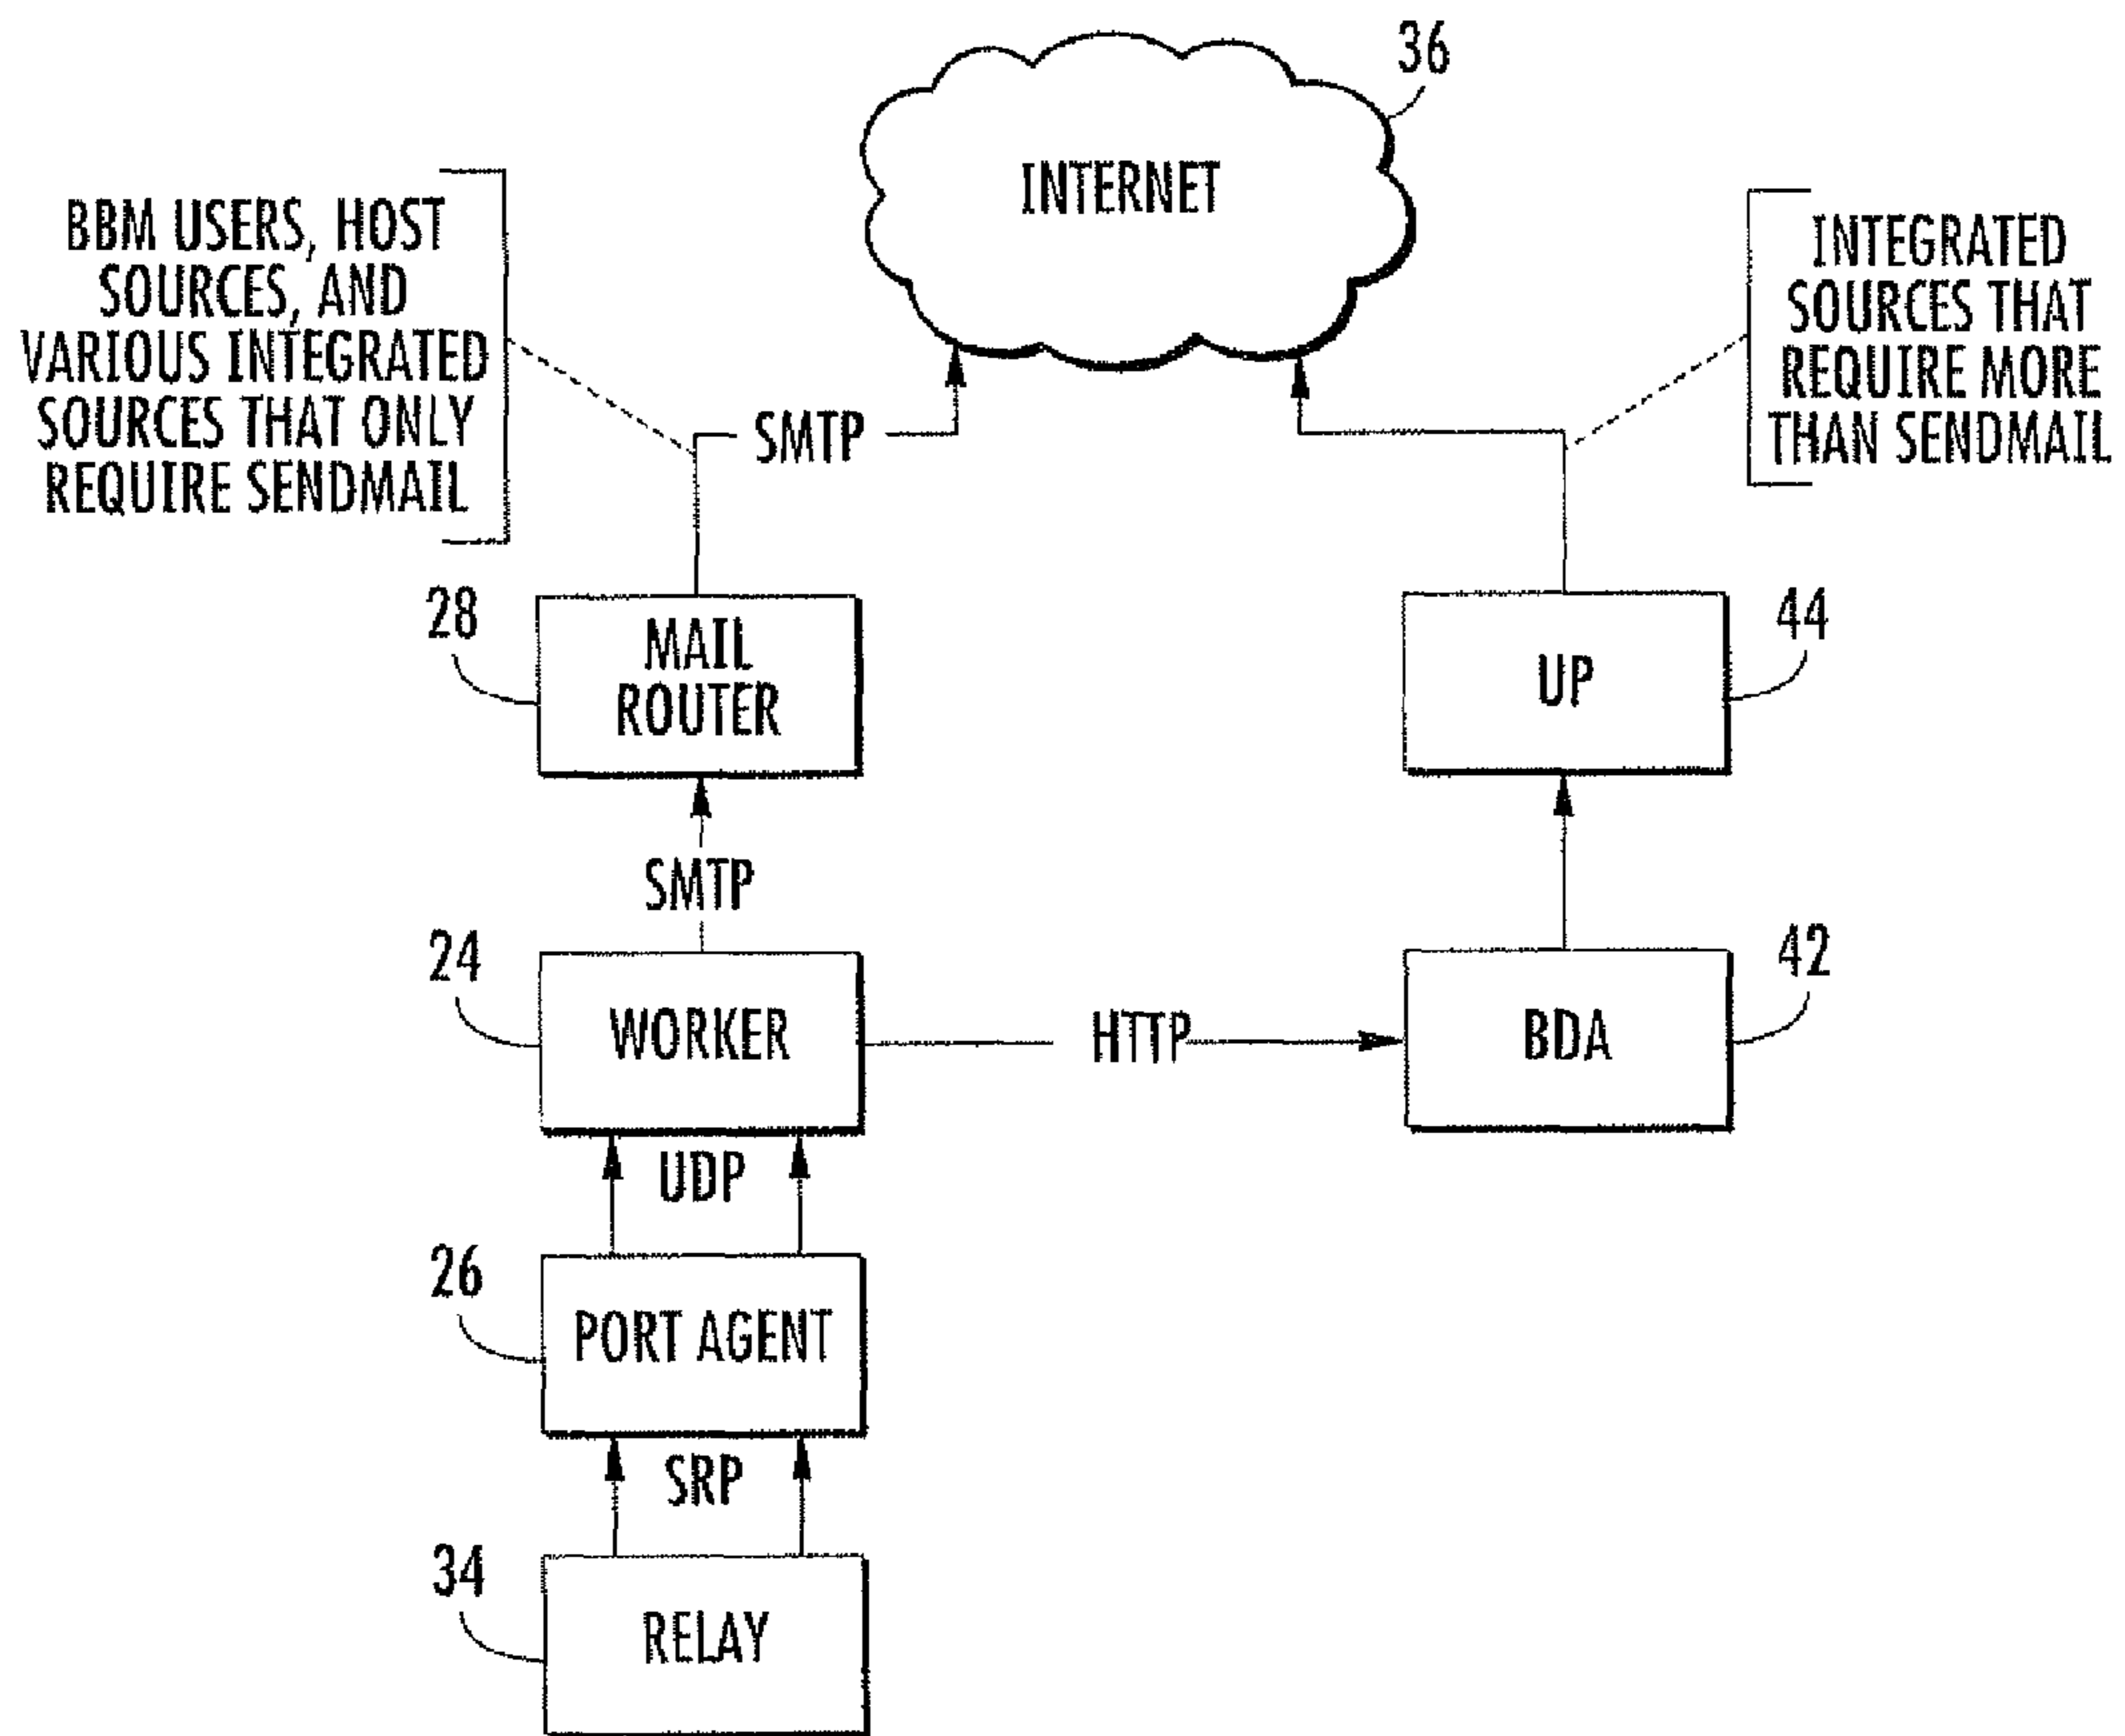 36
INTERNET
BBM USERS, HOST
SOURCES, AND
VARIOUS INTEGRATED
SOURCES THAT ONLY
REQUIRE SENDMAIL
INTEGRATED
SOURCES THAT
REQUIRE MORE
THAN SENDMAIL
SMTP
28
MAIL
ROUTER
UP
44
SMTP
24
WORKER
HTTP
BDA
42
UDP
26
PORT AGENT
SRP
34
RELAY